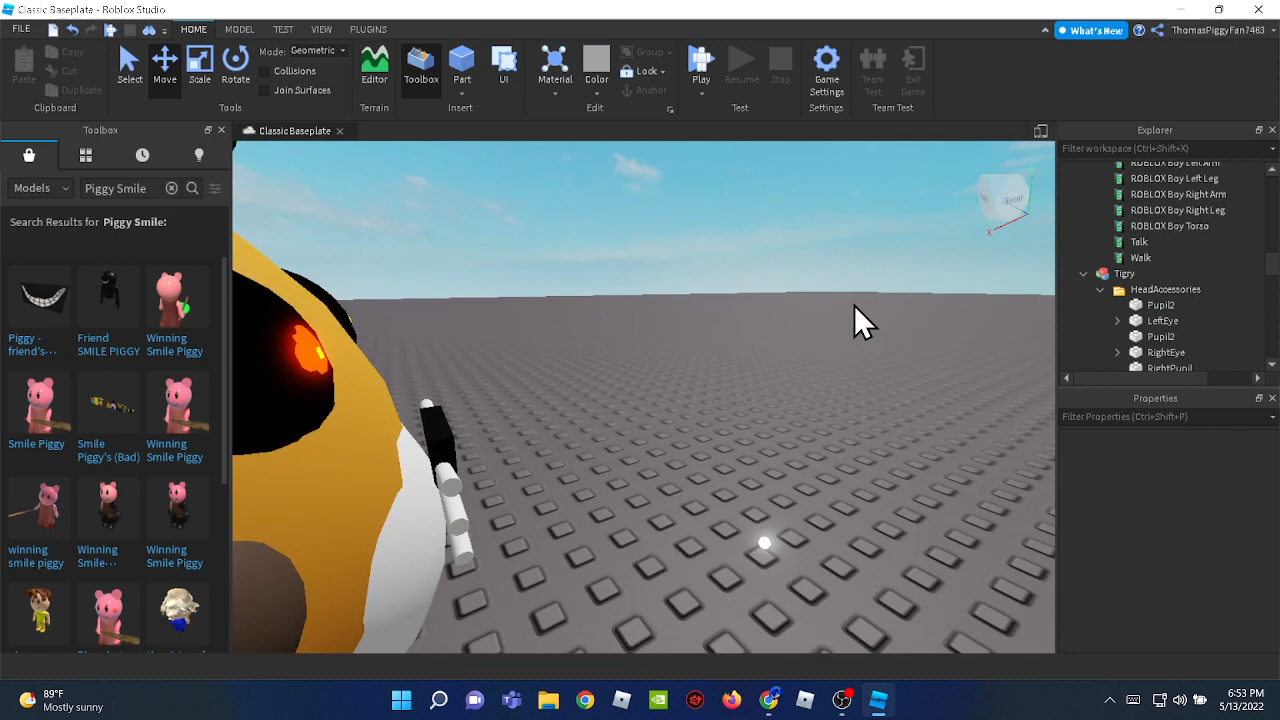 Classic Baseplate - Roblox Studio
FILE HOME MODEL TEST VIEW PLUGINS
What's New ThomasPiggyFan7463
Paste Copy Cut Duplicate Clipboard
Select Move Scale Rotate Mode: Geometric Collisions Join Surfaces Tools
Editor Terrain
Toolbox Part UI Insert
Material Color Group Lock Anchor Edit
Play Resume Stop Test
Game Settings Settings
Team Test Exit Game Team Test
Toolbox
Models Piggy Smile
Search Results for Piggy Smile:
Piggy - friend's...
Friend SMILE PIGGY
Winning Smile Piggy
Smile Piggy
Smile Piggy's (Bad)
Winning Smile Piggy
winning smile piggy
Winning Smile...
Winning Smile Piggy
Classic Baseplate
Front
X
Explorer
Filter workspace (Ctrl+Shift+X)
ROBLOX Boy Left Arm
ROBLOX Boy Left Leg
ROBLOX Boy Right Arm
ROBLOX Boy Right Leg
ROBLOX Boy Torso
Talk
Walk
Tigry
HeadAccessories
Pupil2
LeftEye
Pupil2
RightEye
RightPupil
Properties
Filter Properties (Ctrl+Shift+P)
89°F
Mostly sunny
6:53 PM
5/13/2022